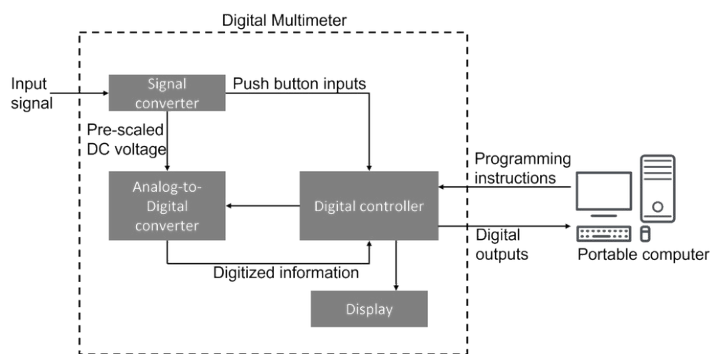 Digital Multimeter
Input
signal
Signal
converter
Push button inputs
Pre-scaled
DC voltage
Programming
instructions
Analog-to-
Digital
converter
Digital controller
Digital
outputs
Portable computer
Digitized information
Display